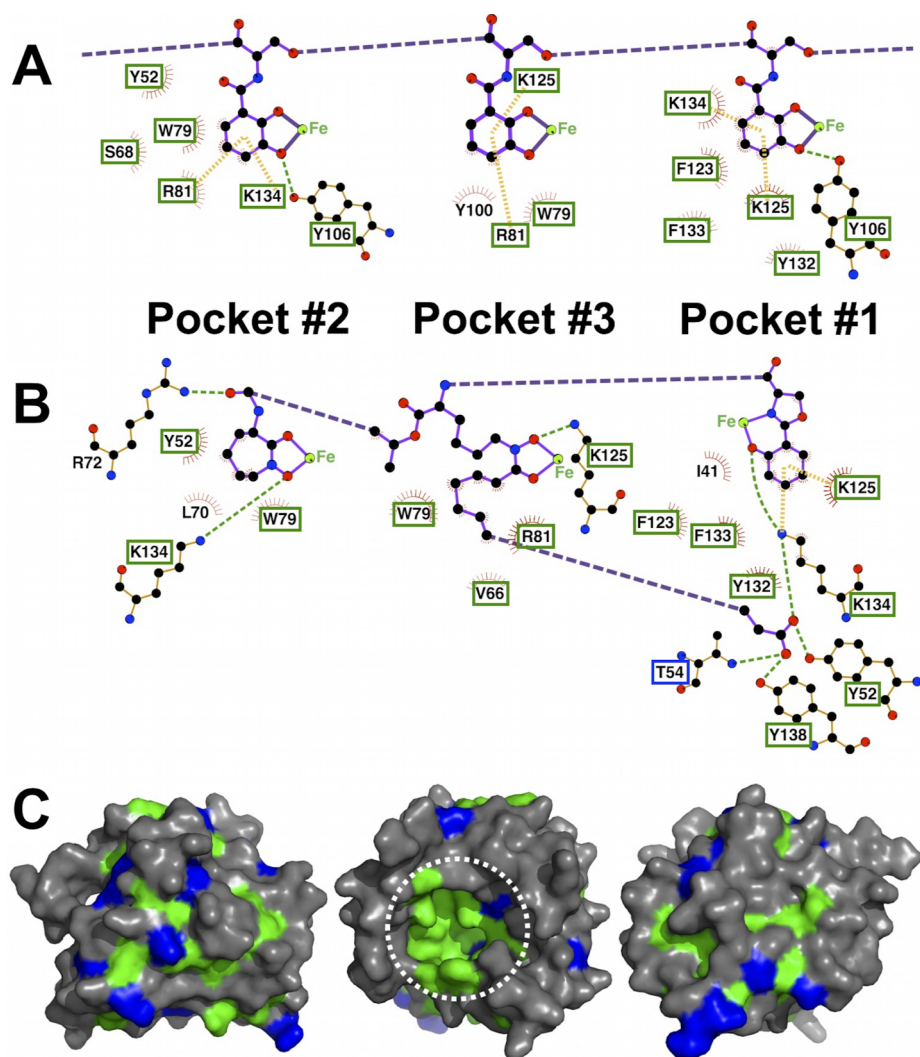 A
Y52
S68
W79
R81
K134
Y106
Fe
K125
Y100
R81
W79
Fe
K134
F123
K125
F133
Y132
Y106
Fe
Pocket #2
Pocket #3
Pocket #1
B
R72
Y52
L70
W79
K134
Fe
W79
R81
V66
K125
Fe
Fe
I41
K125
F123
F133
Y132
K134
T54
Y52
Y138
C